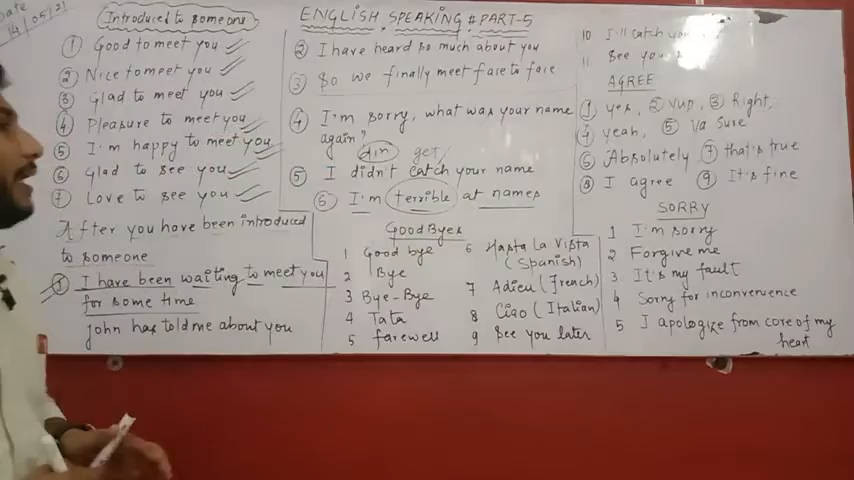 Date
14/05/21
Introduced to someone
① Good to meet you
② Nice to meet you
③ Glad to meet you
④ Pleasure to meet you
⑤ I'm happy to meet you
⑥ Glad to see you
⑦ Love to see you
After you have been introduced
to someone
① I have been waiting to meet you
for some time
john has told me about you
ENGLISH SPEAKING # PART-5
② I have heard so much about you
③ So we finally meet face to face
④ I'm sorry, what was your name
again?
get
⑤ I didn't catch your name
⑥ I'm terrible at names
GoodByes
1 Good bye
2 Bye
3 Bye-Bye
4 Tata
5 farewell
6 Hasta La Vista
(Spanish)
7 Adieu (French)
8 Ciao (Italian)
9 See you later
10 I'll catch you
11 See you
AGREE
① yes, ② yup, ③ Right,
④ yeah, ⑤ Ya Sure
⑥ Absolutely ⑦ that's true
⑧ I agree ⑨ It's fine
SORRY
1 I'm sorry
2 Forgive me
3 It's my fault
4 Sorry for inconvenience
5 I apologize from core of my
heart